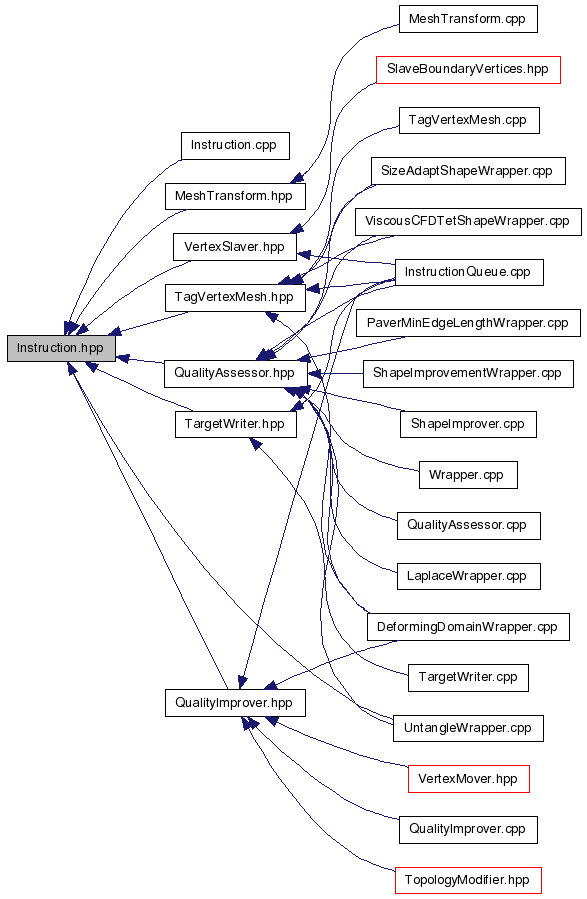 MeshTransform.cpp
SlaveBoundaryVertices.hpp
TagVertexMesh.cpp
Instruction.cpp
SizeAdaptShapeWrapper.cpp
MeshTransform.hpp
ViscousCFDTetShapeWrapper.cpp
VertexSlaver.hpp
InstructionQueue.cpp
TagVertexMesh.hpp
PaverMinEdgeLengthWrapper.cpp
Instruction.hpp
QualityAssessor.hpp
ShapeImprovementWrapper.cpp
TargetWriter.hpp
ShapeImprover.cpp
Wrapper.cpp
QualityAssessor.cpp
LaplaceWrapper.cpp
DeformingDomainWrapper.cpp
TargetWriter.cpp
QualityImprover.hpp
UntangleWrapper.cpp
VertexMover.hpp
QualityImprover.cpp
TopologyModifier.hpp